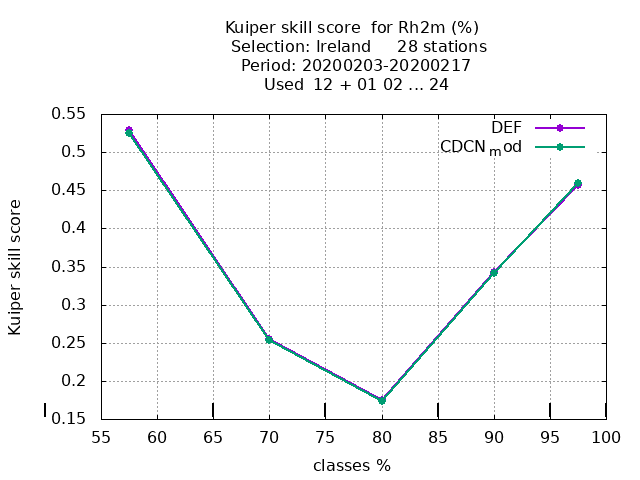 Kuiper skill score  for Rh2m (%)
Selection: Ireland     28 stations
Period: 20200203-20200217
Used  12 + 01 02 ... 24
DEF
CDCN_mod
Kuiper skill score
0.55
0.5
0.45
0.4
0.35
0.3
0.25
0.2
0.15
55 60 65 70 75 80 85 90 95 100
classes %